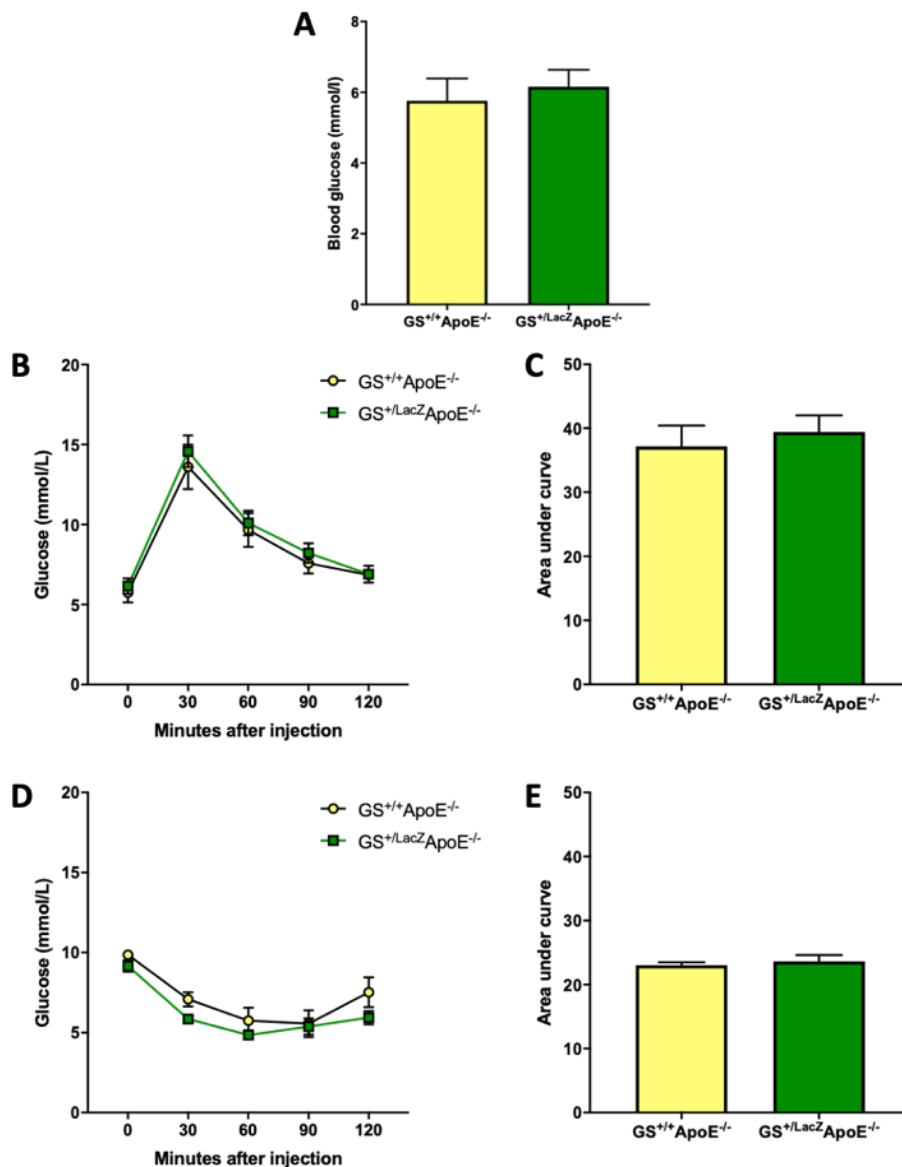 A
Blood glucose (mmol/l)
8
6
4
2
0
GS+/+ApoE-/-
GS+/LacZApoE-/-
B
Glucose (mmol/L)
20
15
10
5
0
0
30
60
90
120
Minutes after injection
GS+/+ApoE-/-
GS+/LacZApoE-/-
C
Area under curve
50
40
30
20
10
0
GS+/+ApoE-/-
GS+/LacZApoE-/-
D
Glucose (mmol/L)
20
15
10
5
0
0
30
60
90
120
Minutes after injection
GS+/+ApoE-/-
GS+/LacZApoE-/-
E
Area under curve
50
40
30
20
10
0
GS+/+ApoE-/-
GS+/LacZApoE-/-